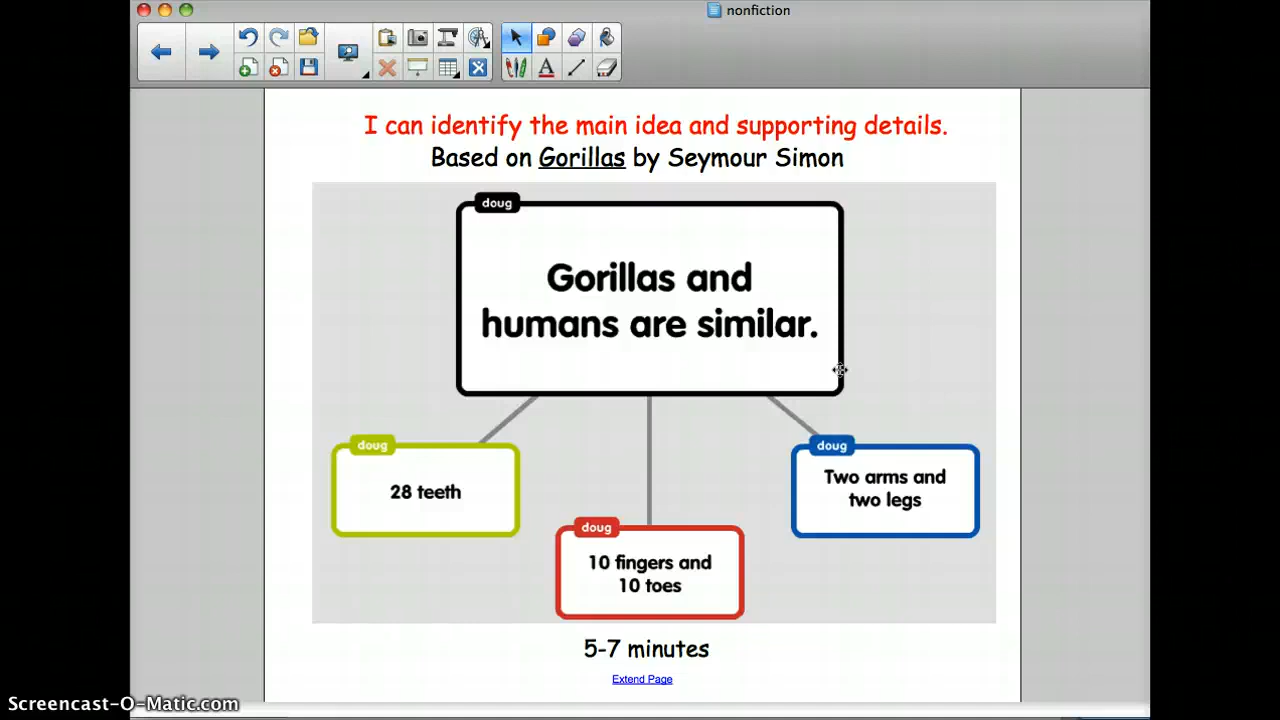 nonfiction
I can identify the main idea and supporting details.
Based on Gorillas by Seymour Simon
doug
Gorillas and
humans are similar.
doug
28 teeth
doug
10 fingers and
10 toes
doug
Two arms and
two legs
5-7 minutes
Extend Page
Screencast-O-Matic.com